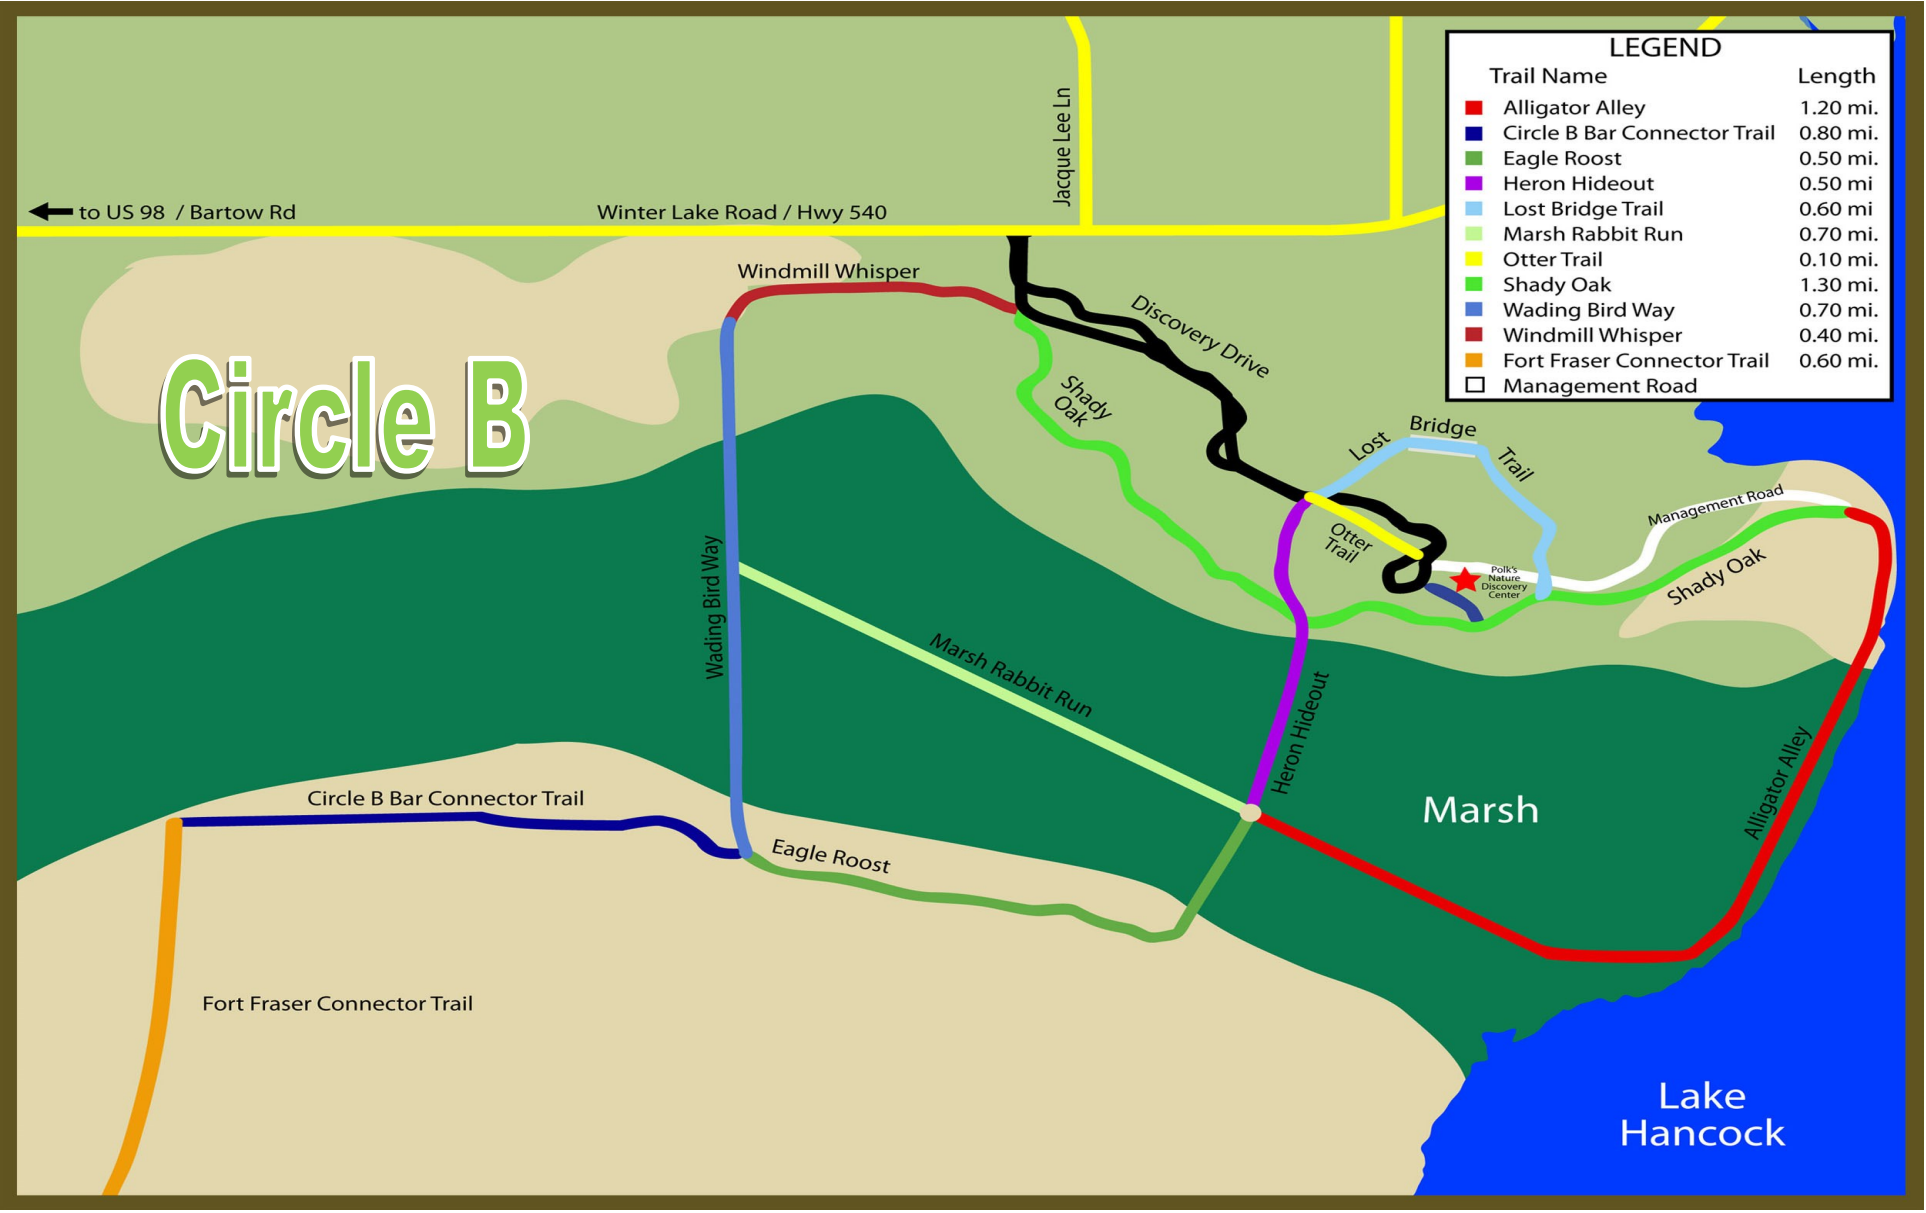 LEGEND
Trail Name Length
Alligator Alley 1.20 mi.
Circle B Bar Connector Trail 0.80 mi.
Eagle Roost 0.50 mi.
Heron Hideout 0.50 mi
Lost Bridge Trail 0.60 mi
Marsh Rabbit Run 0.70 mi.
Otter Trail 0.10 mi.
Shady Oak 1.30 mi.
Wading Bird Way 0.70 mi.
Windmill Whisper 0.40 mi.
Fort Fraser Connector Trail 0.60 mi.
Management Road
Jacque Lee Ln
to US 98 / Bartow Rd
Winter Lake Road / Hwy 540
Windmill Whisper
Discovery Drive
Circle B
Shady
Oak
Lost Bridge Trail
Management Road
Otter
Trail
Polk's
Nature
Discovery
Center
Shady Oak
Wading Bird Way
Marsh Rabbit Run
Heron Hideout
Alligator Alley
Marsh
Circle B Bar Connector Trail
Eagle Roost
Fort Fraser Connector Trail
Lake
Hancock